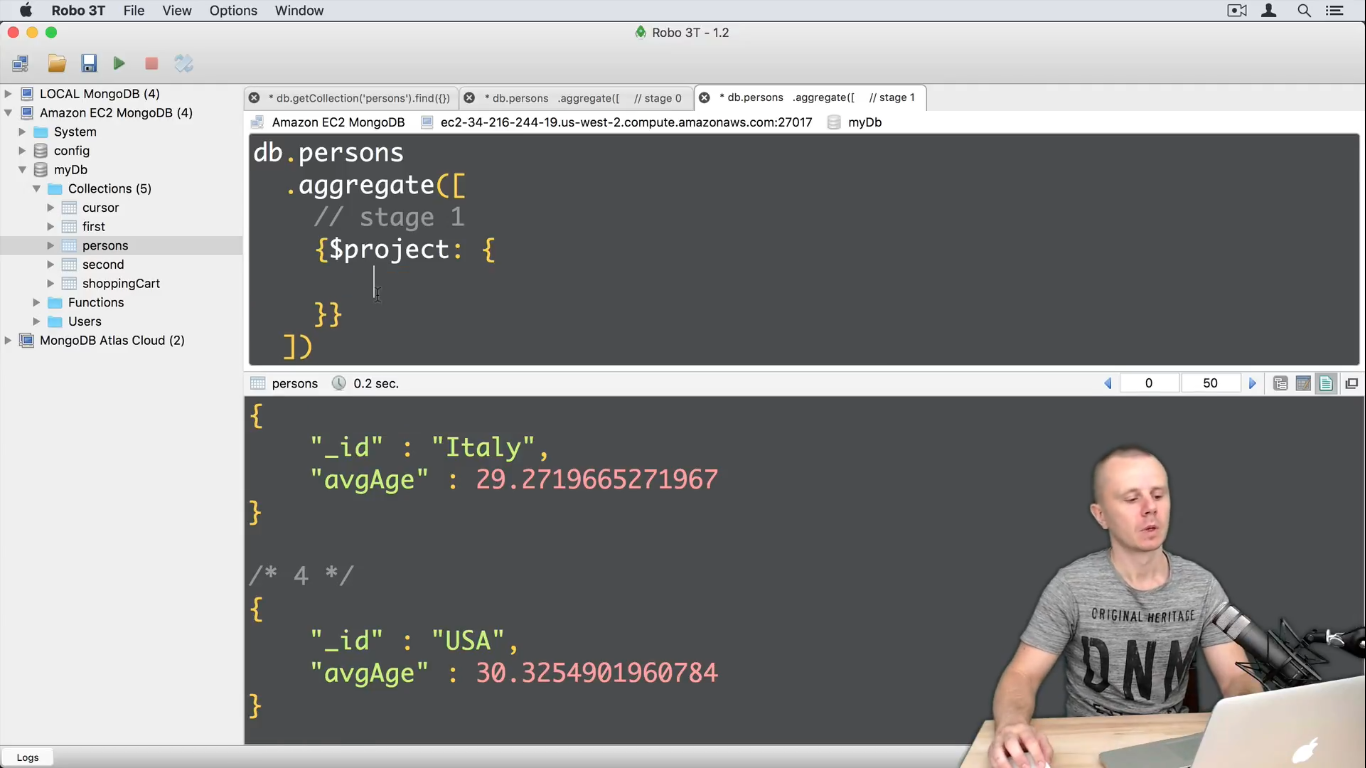 Robo 3T File View Options Window
Robo 3T - 1.2
* db.getCollection('persons').find({}) * db.persons .aggregate([ // stage 0 * db.persons .aggregate([ // stage 1
Amazon EC2 MongoDB ec2-34-216-244-19.us-west-2.compute.amazonaws.com:27017 myDb
LOCAL MongoDB (4)
Amazon EC2 MongoDB (4)
System
config
myDb
Collections (5)
cursor
first
persons
second
shoppingCart
Functions
Users
MongoDB Atlas Cloud (2)
db.persons
.aggregate([
// stage 1
{$project: {
}}
])
persons 0.2 sec. 0 50
{
"_id" : "Italy",
"avgAge" : 29.2719665271967
}
/* 4 */
{
"_id" : "USA",
"avgAge" : 30.3254901960784
}
ORIGINAL HERITAGE
DNM
Logs